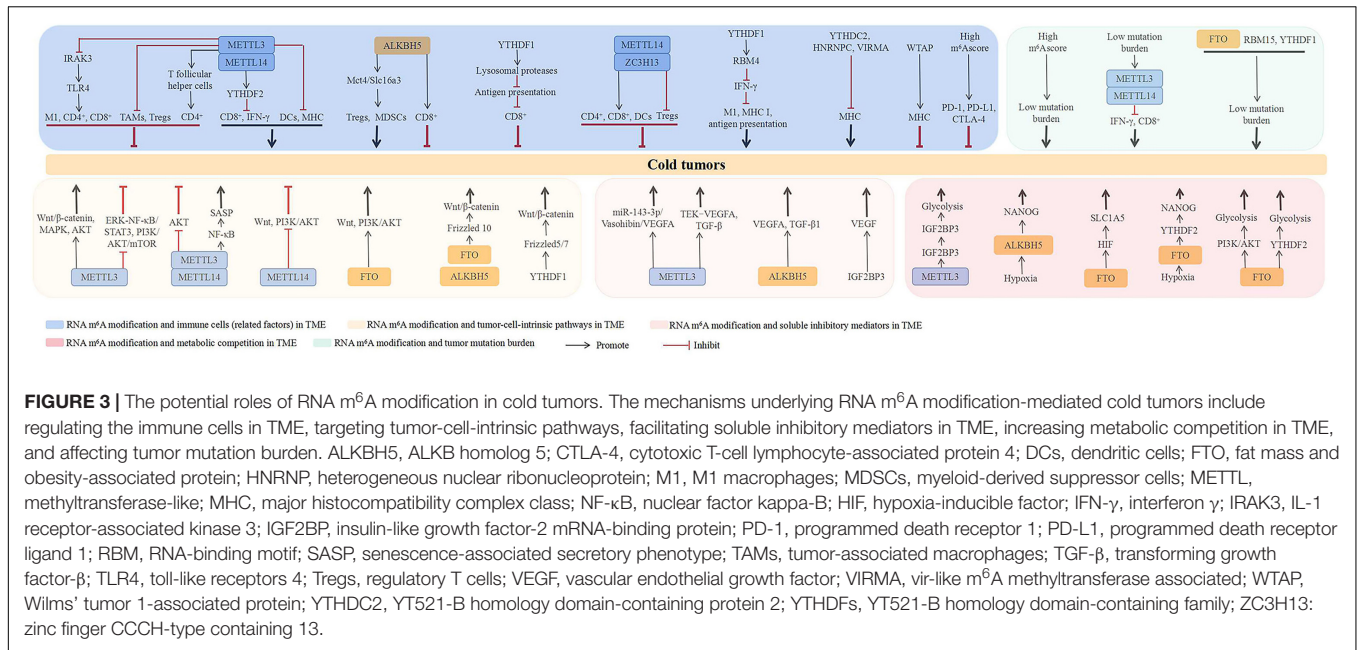 IRAK3
TLR4
M1, CD4⁺, CD8⁺
METTL3
METTL14
T follicular
helper cells
YTHDF2
TAMs, Tregs
CD4⁺
CD8⁺, IFN-γ
DCs, MHC
ALKBH5
Mct4/Slc16a3
Tregs, MDSCs
CD8⁺
YTHDF1
Lysosomal proteases
Antigen presentation
CD8⁺
METTL14
ZC3H13
CD4⁺, CD8⁺, DCs
Tregs
YTHDF1
RBM4
IFN-γ
M1, MHC I,
antigen presentation
YTHDC2,
HNRNPC, VIRMA
MHC
WTAP
MHC
High
m⁶Ascore
PD-1, PD-L1,
CTLA-4
High
m⁶Ascore
Low mutation
burden
Low mutation
burden
METTL3
METTL14
IFN-γ, CD8⁺
FTO
RBM15, YTHDF1
Low mutation
burden
Cold tumors
Wnt/β-catenin,
MAPK, AKT
ERK-NF-κB/
STAT3, PI3K/
AKT/mTOR
METTL3
AKT
SASP
NF-κB
METTL3
METTL14
Wnt, PI3K/AKT
METTL14
Wnt, PI3K/AKT
FTO
Wnt/β-catenin
Frizzled 10
FTO
ALKBH5
Wnt/β-catenin
Frizzled5/7
YTHDF1
miR-143-3p/
Vasohibin/VEGFA
TEK−VEGFA,
TGF-β
METTL3
VEGFA, TGF-β1
ALKBH5
VEGF
IGF2BP3
Glycolysis
IGF2BP3
IGF2BP3
METTL3
NANOG
ALKBH5
Hypoxia
SLC1A5
HIF
FTO
NANOG
YTHDF2
FTO
Hypoxia
Glycolysis
PI3K/AKT
Glycolysis
YTHDF2
FTO
RNA m⁶A modification and immune cells (related factors) in TME
RNA m⁶A modification and tumor-cell-intrinsic pathways in TME
RNA m⁶A modification and soluble inhibitory mediators in TME
RNA m⁶A modification and metabolic competition in TME
RNA m⁶A modification and tumor mutation burden
Promote
Inhibit
FIGURE 3 | The potential roles of RNA m⁶A modification in cold tumors. The mechanisms underlying RNA m⁶A modification-mediated cold tumors include
regulating the immune cells in TME, targeting tumor-cell-intrinsic pathways, facilitating soluble inhibitory mediators in TME, increasing metabolic competition in TME,
and affecting tumor mutation burden. ALKBH5, ALKB homolog 5; CTLA-4, cytotoxic T-cell lymphocyte-associated protein 4; DCs, dendritic cells; FTO, fat mass and
obesity-associated protein; HNRNP, heterogeneous nuclear ribonucleoprotein; M1, M1 macrophages; MDSCs, myeloid-derived suppressor cells; METTL,
methyltransferase-like; MHC, major histocompatibility complex class; NF-κB, nuclear factor kappa-B; HIF, hypoxia-inducible factor; IFN-γ, interferon γ; IRAK3, IL-1
receptor-associated kinase 3; IGF2BP, insulin-like growth factor-2 mRNA-binding protein; PD-1, programmed death receptor 1; PD-L1, programmed death receptor
ligand 1; RBM, RNA-binding motif; SASP, senescence-associated secretory phenotype; TAMs, tumor-associated macrophages; TGF-β, transforming growth
factor-β; TLR4, toll-like receptors 4; Tregs, regulatory T cells; VEGF, vascular endothelial growth factor; VIRMA, vir-like m⁶A methyltransferase associated; WTAP,
Wilms' tumor 1-associated protein; YTHDC2, YT521-B homology domain-containing protein 2; YTHDFs, YT521-B homology domain-containing family; ZC3H13:
zinc finger CCCH-type containing 13.